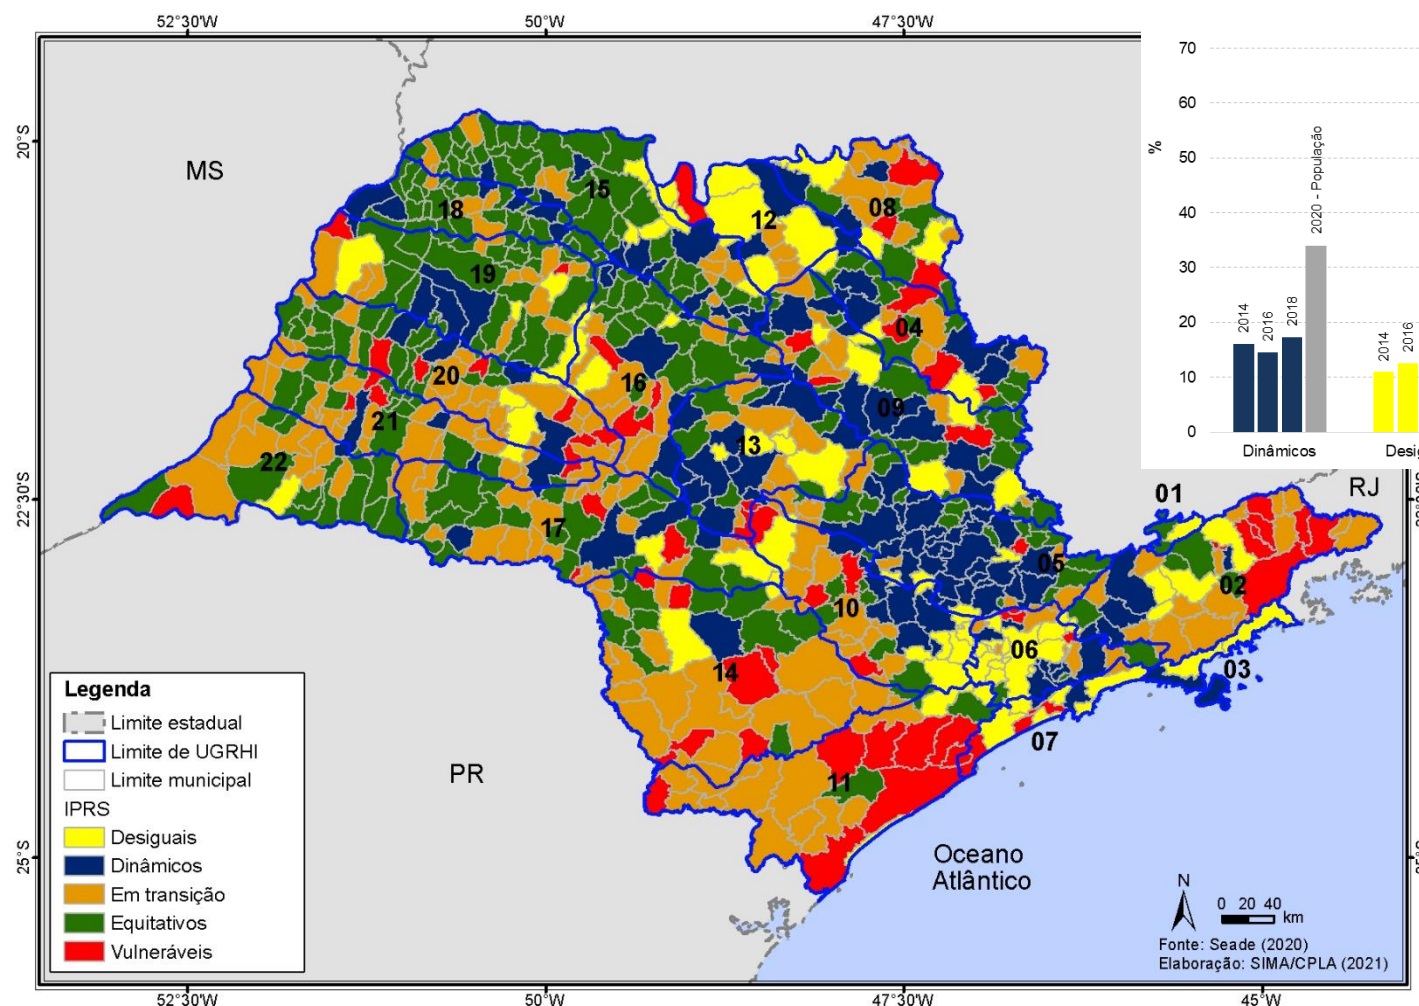 52°30'W
50°W
47°30'W
20°S
22°30'S
25°S
MS
PR
RJ
15
18
19
12
08
04
20
16
21
09
13
22
17
01
05
02
10
06
03
14
07
11
Oceano
Atlântico
70
60
50
40
30
20
10
0
%
2014
2016
2018
2020 - População
2014
2016
Dinâmicos
Desig
Legenda
Limite estadual
Limite de UGRHI
Limite municipal
IPRS
Desiguais
Dinâmicos
Em transição
Equitativos
Vulneráveis
N
0 20 40
km
Fonte: Seade (2020)
Elaboração: SIMA/CPLA (2021)
52°30'W
50°W
47°30'W
45°W